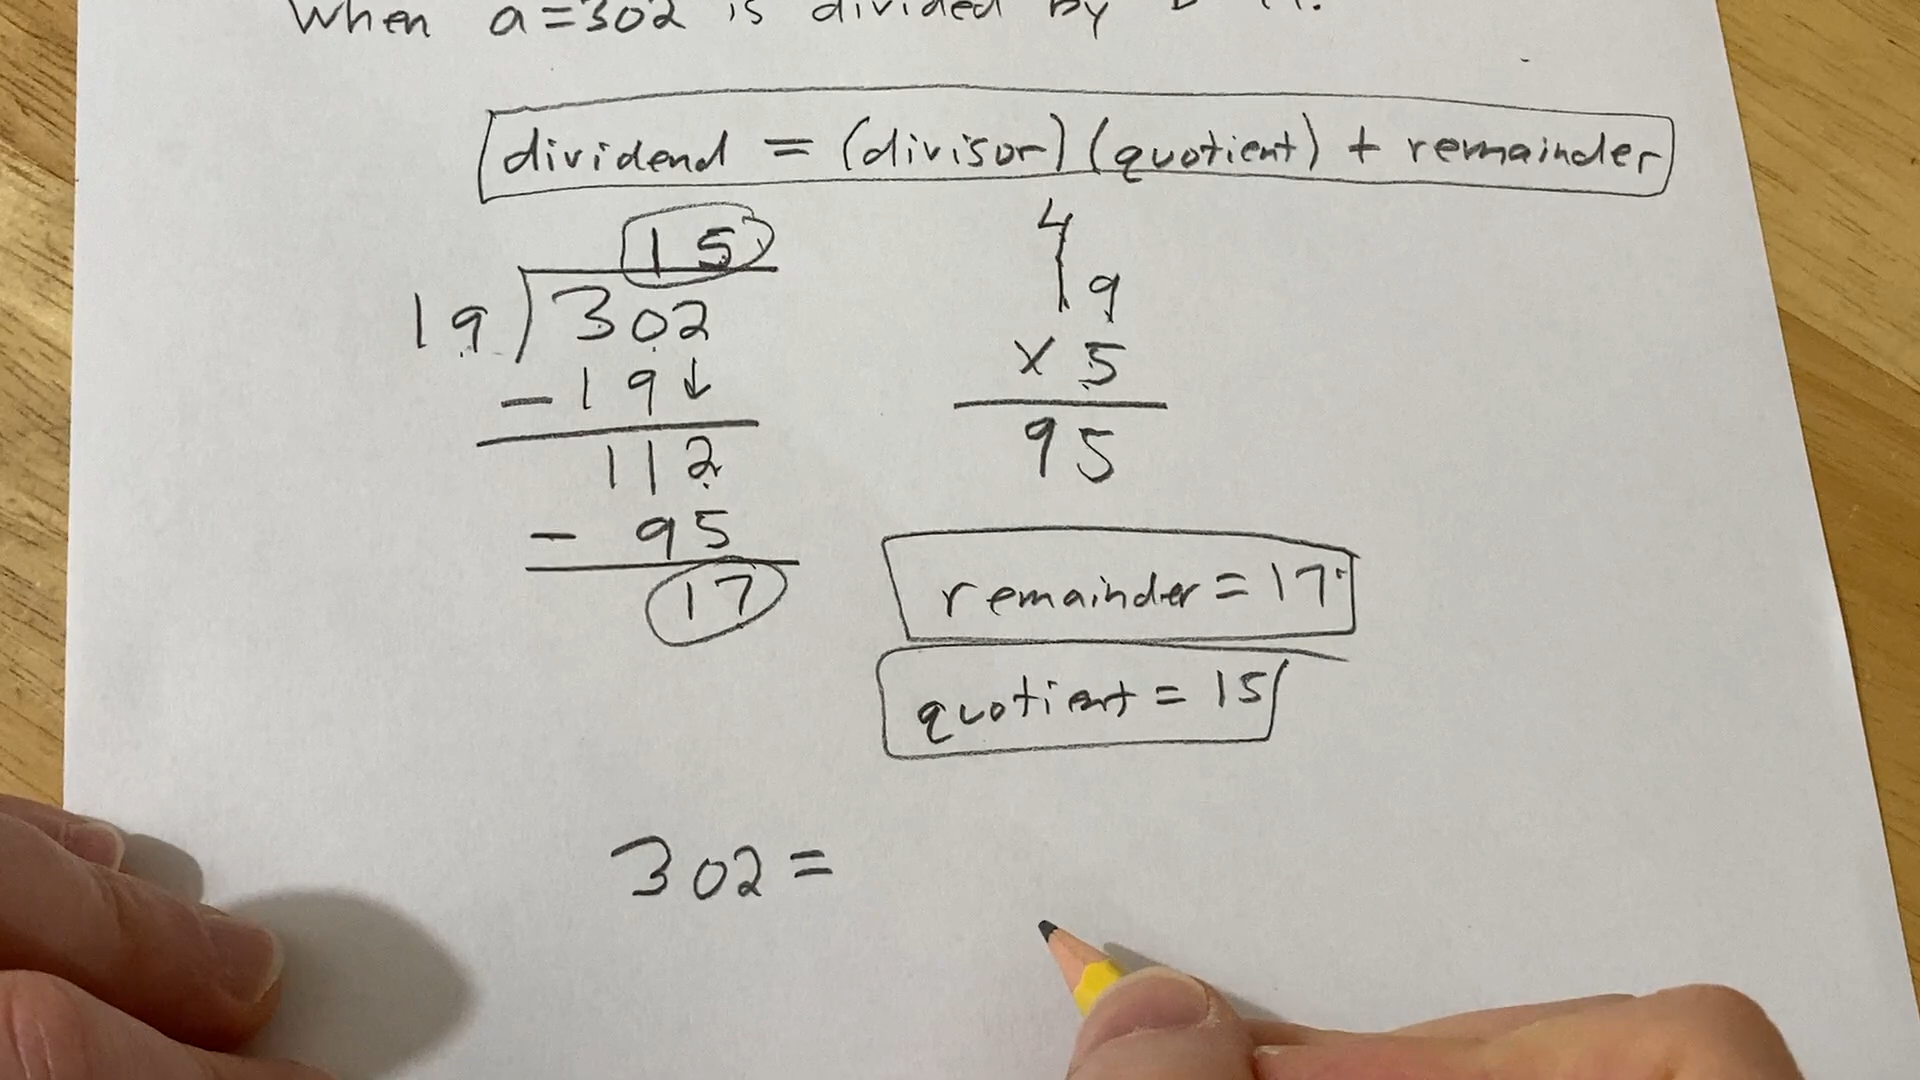 When a=302 is divided by
dividend = (divisor)(quotient) + remainder
15
19)302
-19↓
112
-95
17
4
19
×5
95
remainder = 17
quotient = 15
302 =